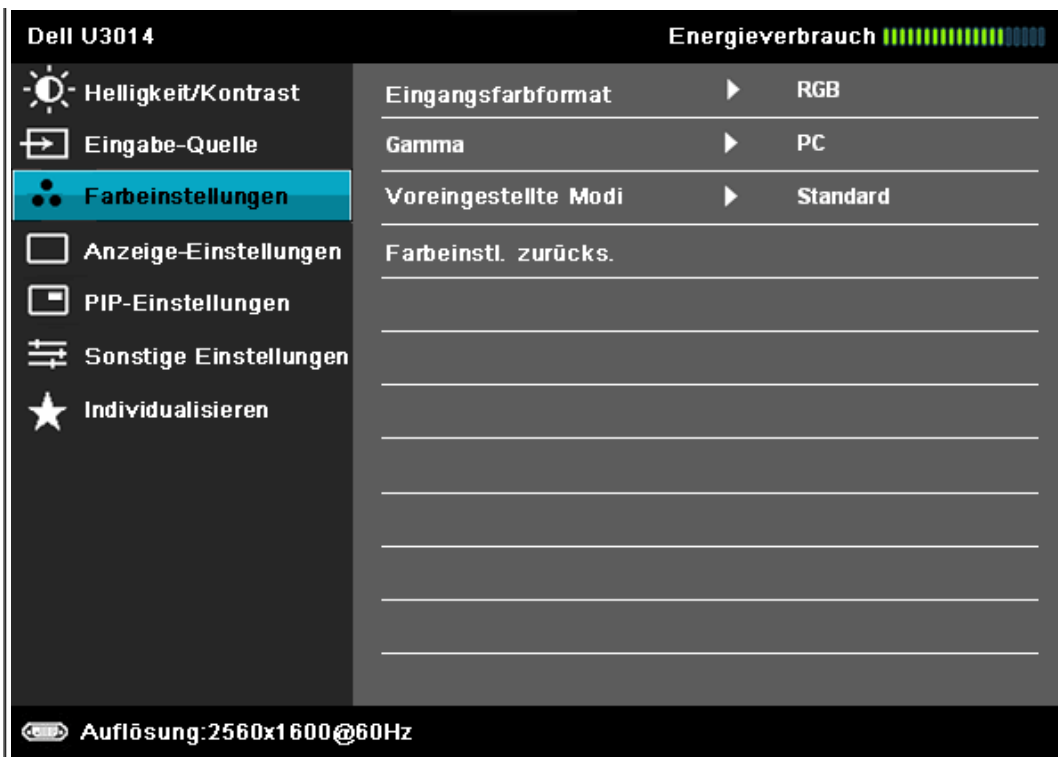 Dell U3014
Energieverbrauch
Helligkeit/Kontrast
Eingabe-Quelle
Farbeinstellungen
Anzeige-Einstellungen
PIP-Einstellungen
Sonstige Einstellungen
Individualisieren
Eingangsfarbformat RGB
Gamma PC
Voreingestellte Modi Standard
Farbeinstl. zurücks.
Auflösung:2560x1600@60Hz